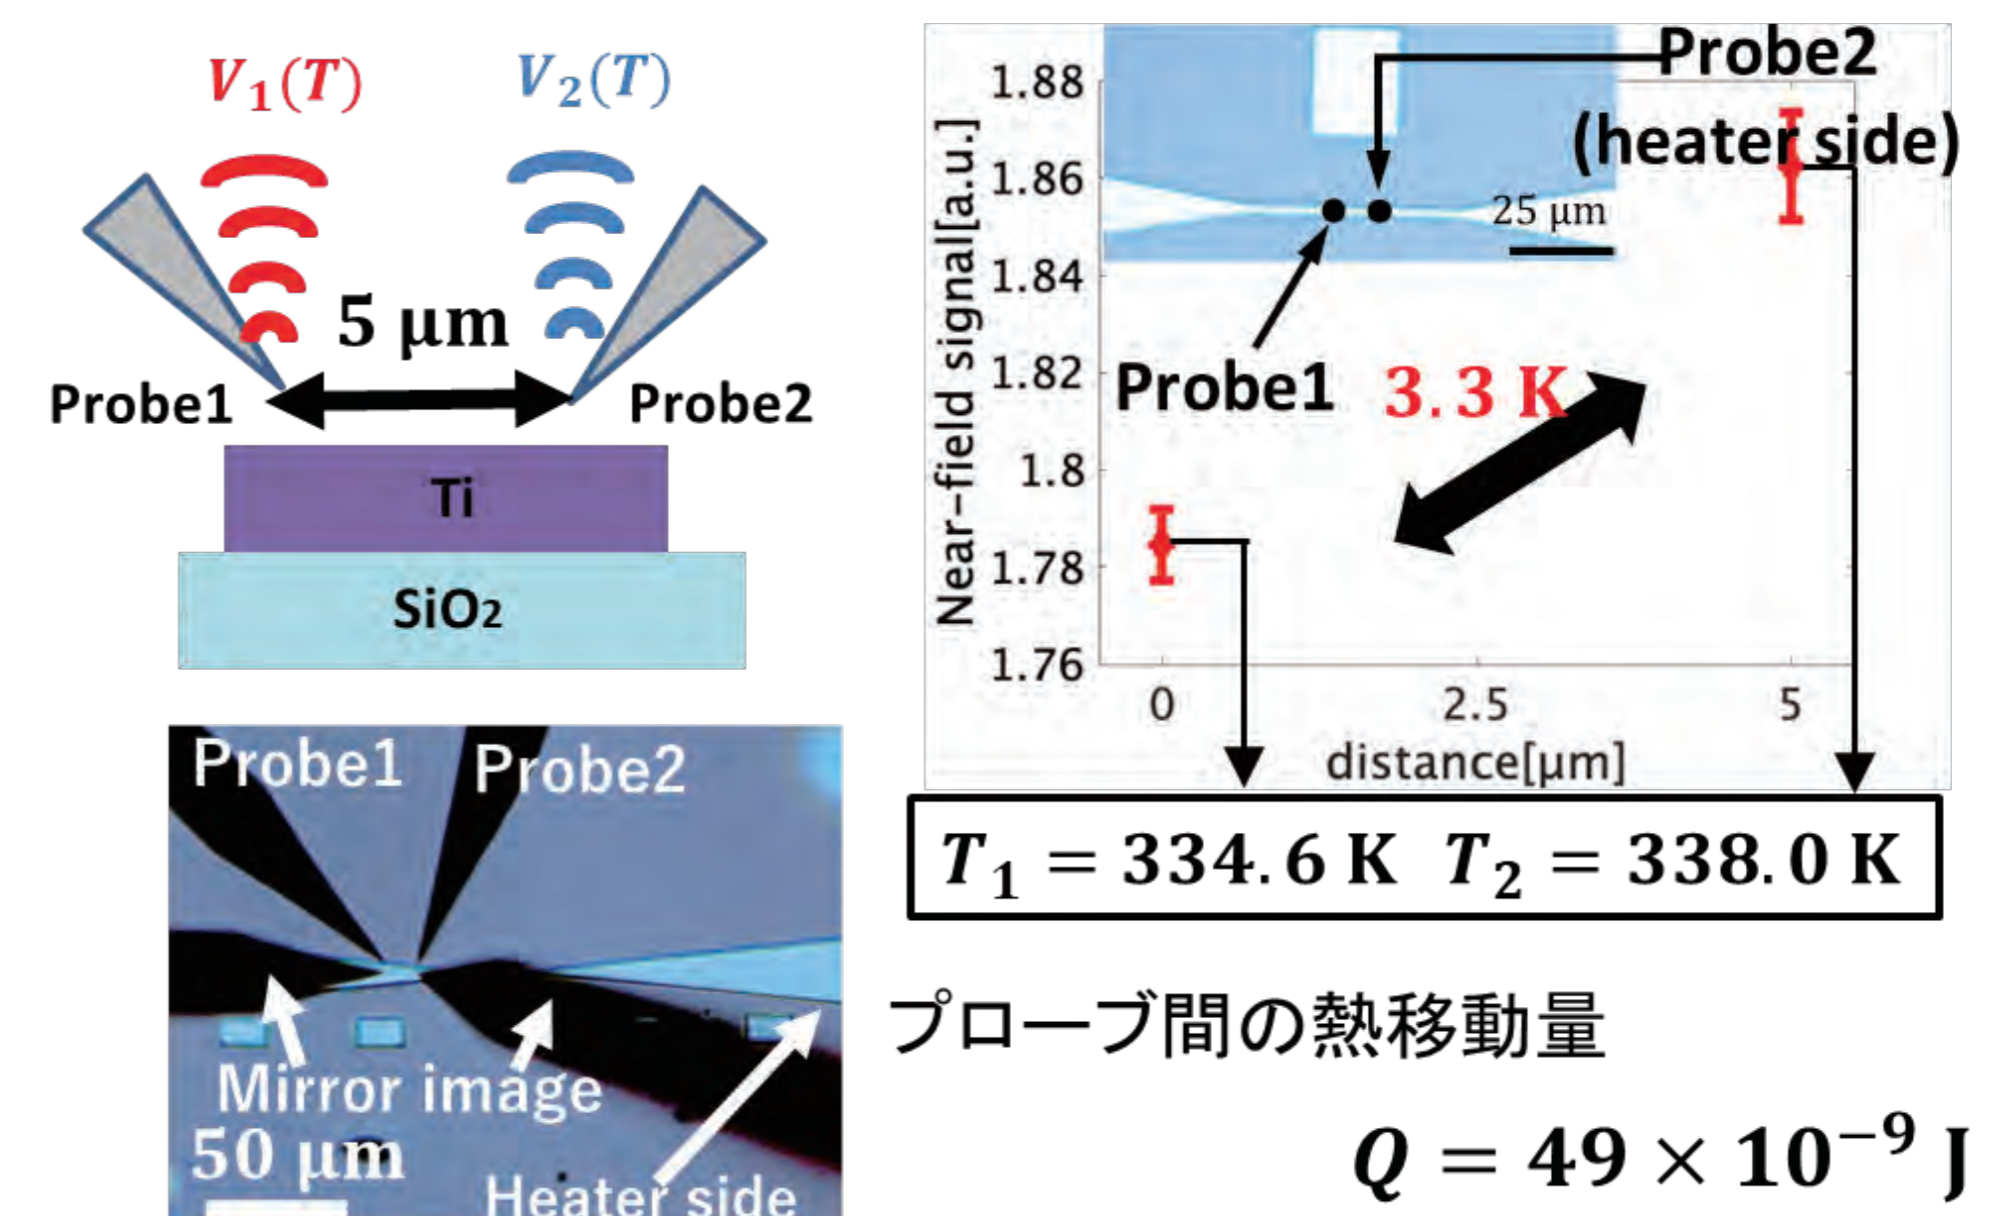 V₁(T)
V₂(T)
5 μm
Probe1
Probe2
Ti
SiO₂
Probe1
Probe2
Mirror image
50 μm
Heater side
Near-field signal[a.u.]
1.88
1.86
1.84
1.82
1.8
1.78
1.76
Probe2
(heater side)
25 μm
Probe1
3.3 K
0
2.5
5
distance[μm]
T₁ = 334.6 K T₂ = 338.0 K
プローブ間の熱移動量
Q = 49 × 10⁻⁹ J